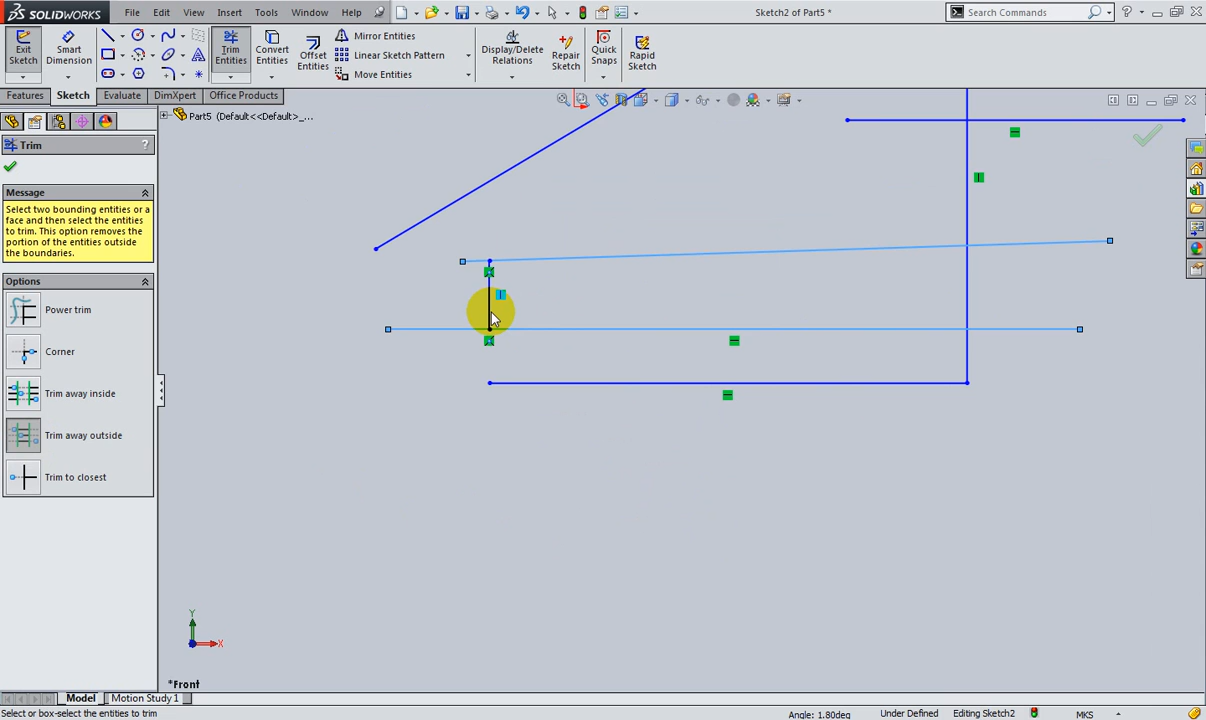 SOLIDWORKS File Edit View Insert Tools Window Help Sketch2 of Part5 * Search Commands ?
Exit Sketch
Smart Dimension
Trim Entities
Convert Entities
Offset Entities
Mirror Entities
Linear Sketch Pattern
Move Entities
Display/Delete Relations
Repair Sketch
Quick Snaps
Rapid Sketch
Features Sketch Evaluate DimXpert Office Products
Part5 (Default<<Default>_...
Trim ?
Message
Select two bounding entities or a
face and then select the entities
to trim. This option removes the
portion of the entities outside
the boundaries.
Options
Power trim
Corner
Trim away inside
Trim away outside
Trim to closest
Y
X
*Front
Model Motion Study 1
Select or box-select the entities to trim Angle: 1.80deg Under Defined Editing Sketch2 MKS